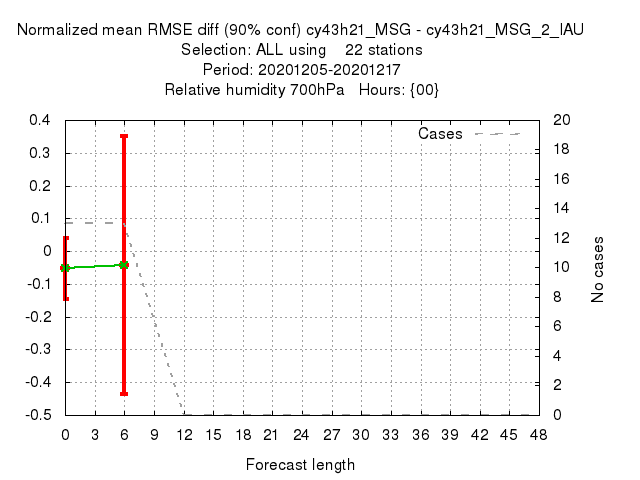 Normalized mean RMSE diff (90% conf) cy43h21_MSG - cy43h21_MSG_2_IAU
Selection: ALL using 22 stations
Period: 20201205-20201217
Relative humidity 700hPa Hours: {00}
Cases
0.4
0.3
0.2
0.1
0
-0.1
-0.2
-0.3
-0.4
-0.5
20
18
16
14
12
10
8
6
4
2
0
No cases
0 3 6 9 12 15 18 21 24 27 30 33 36 39 42 45 48
Forecast length